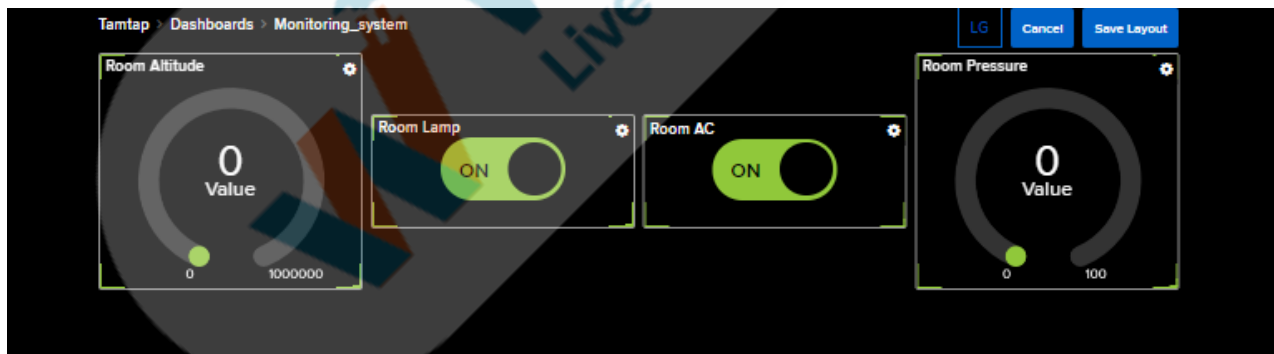 Tamtap > Dashboards > Monitoring_system
LG
Cancel
Save Layout
Room Altitude
0
Value
0
1000000
Room Lamp
ON
Room AC
ON
Room Pressure
0
Value
0
100
Live